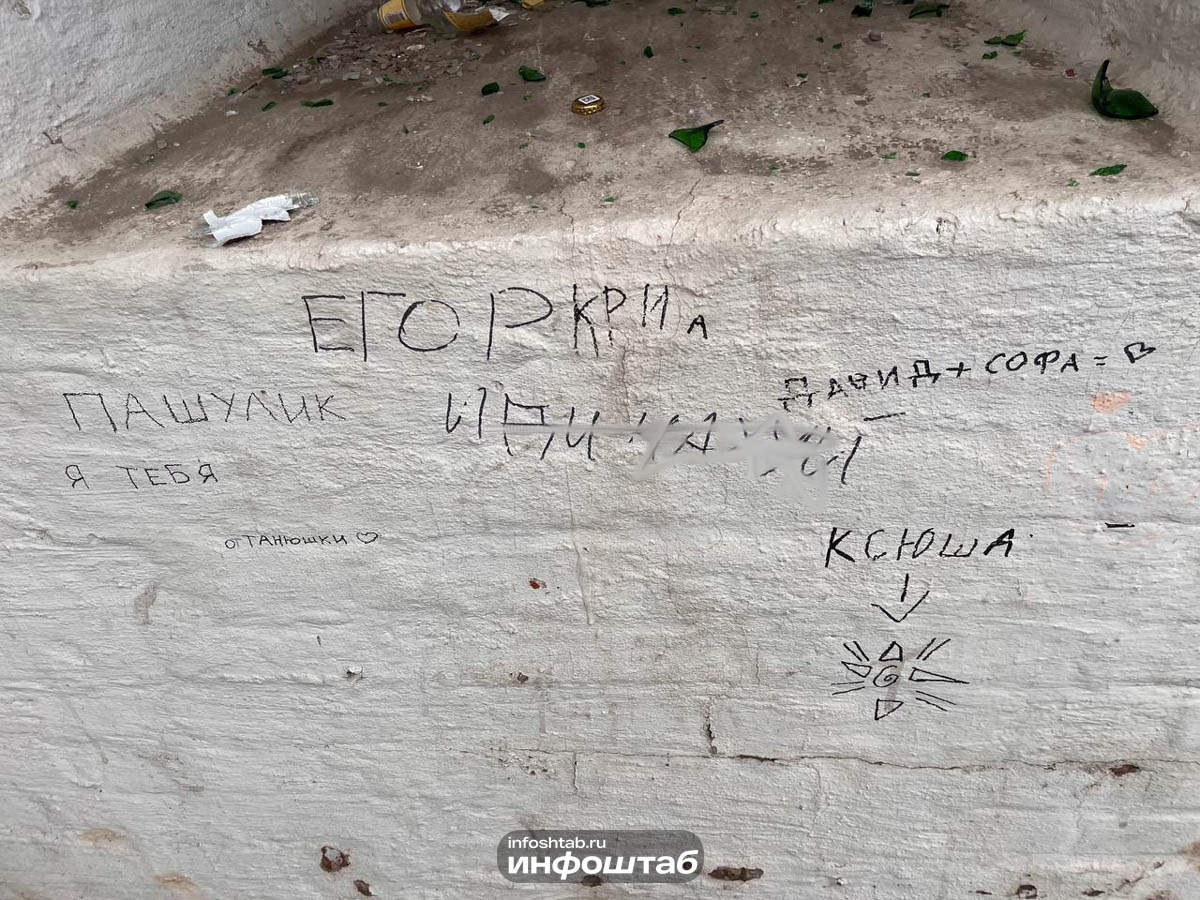 ЕГОР КРИ А
ДАВИД + СОФА = ♡
ПАШУЛИК
Я ТЕБЯ
от ТАНЮШКИ ♡
КСЮША
infoshtab.ru
инфоштаб